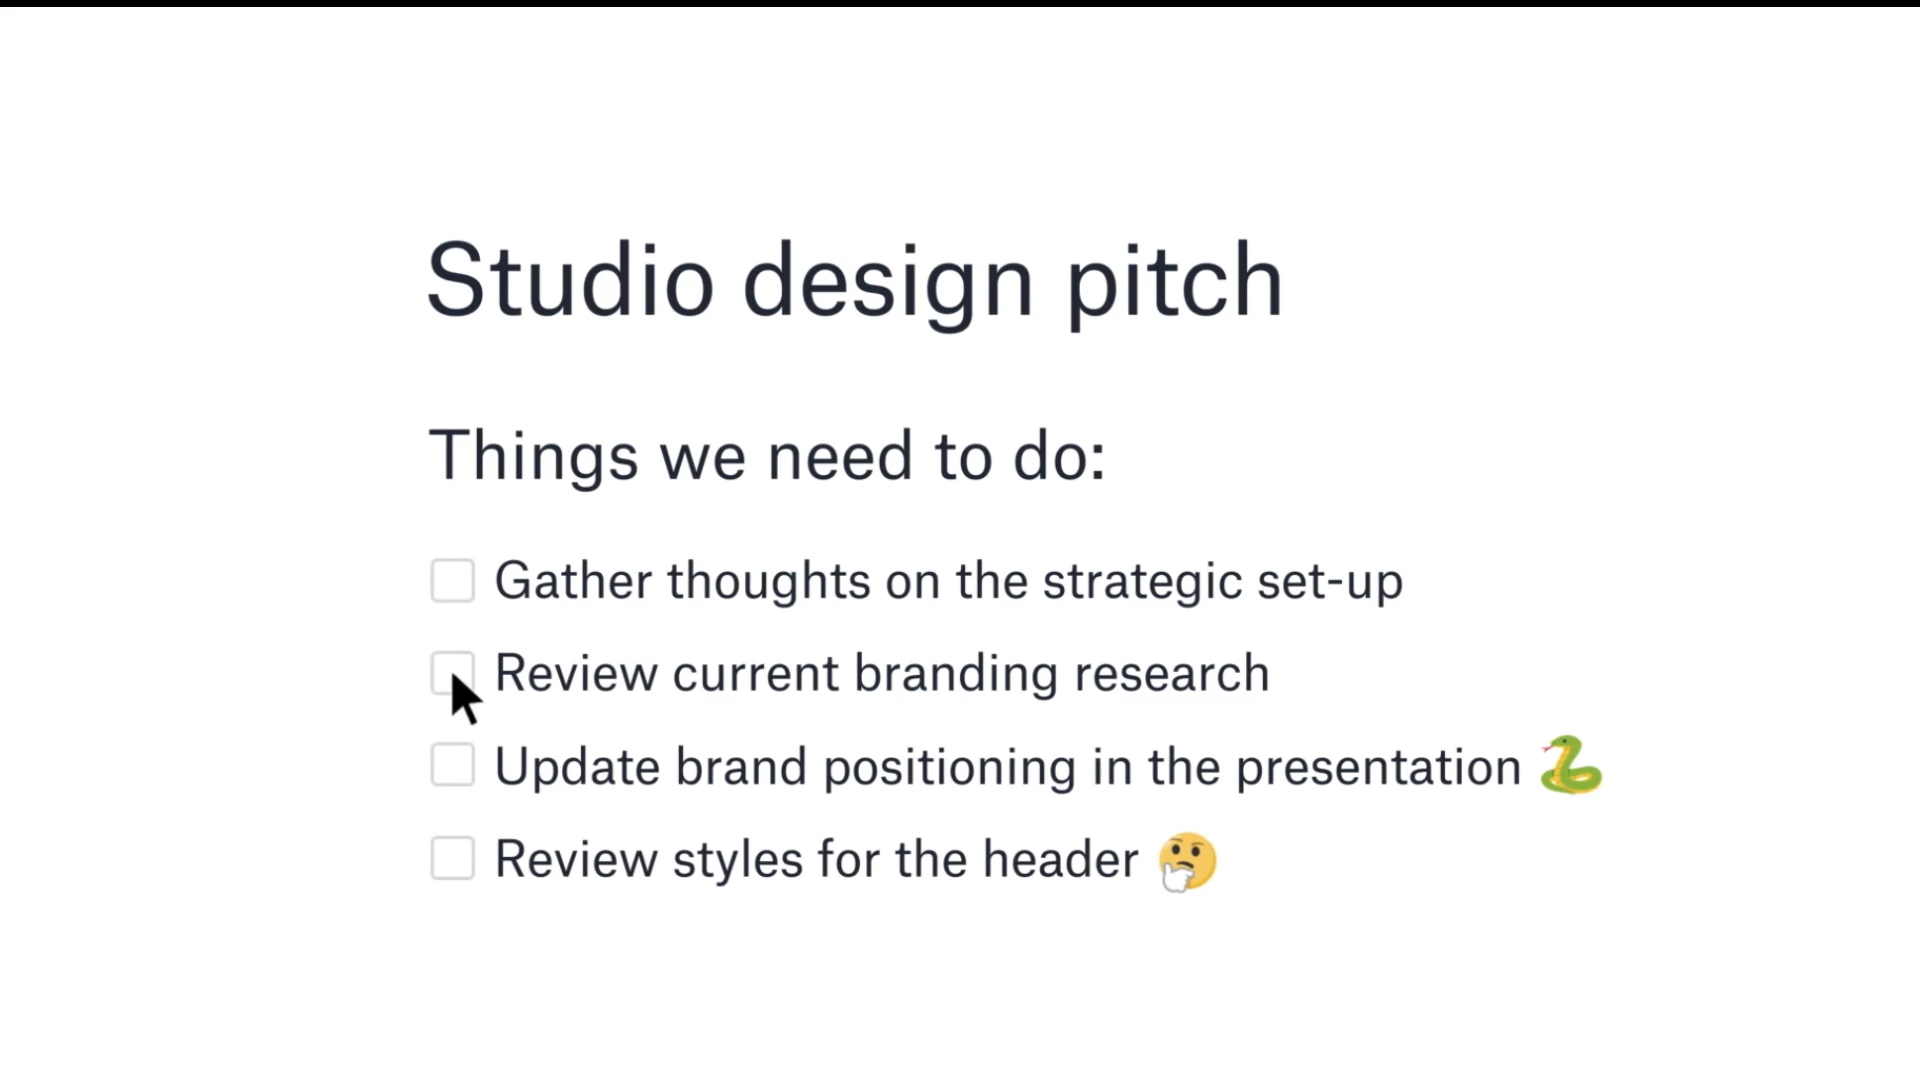 Studio design pitch
Things we need to do:
Gather thoughts on the strategic set-up
Review current branding research
Update brand positioning in the presentation 🐍
Review styles for the header 🤔